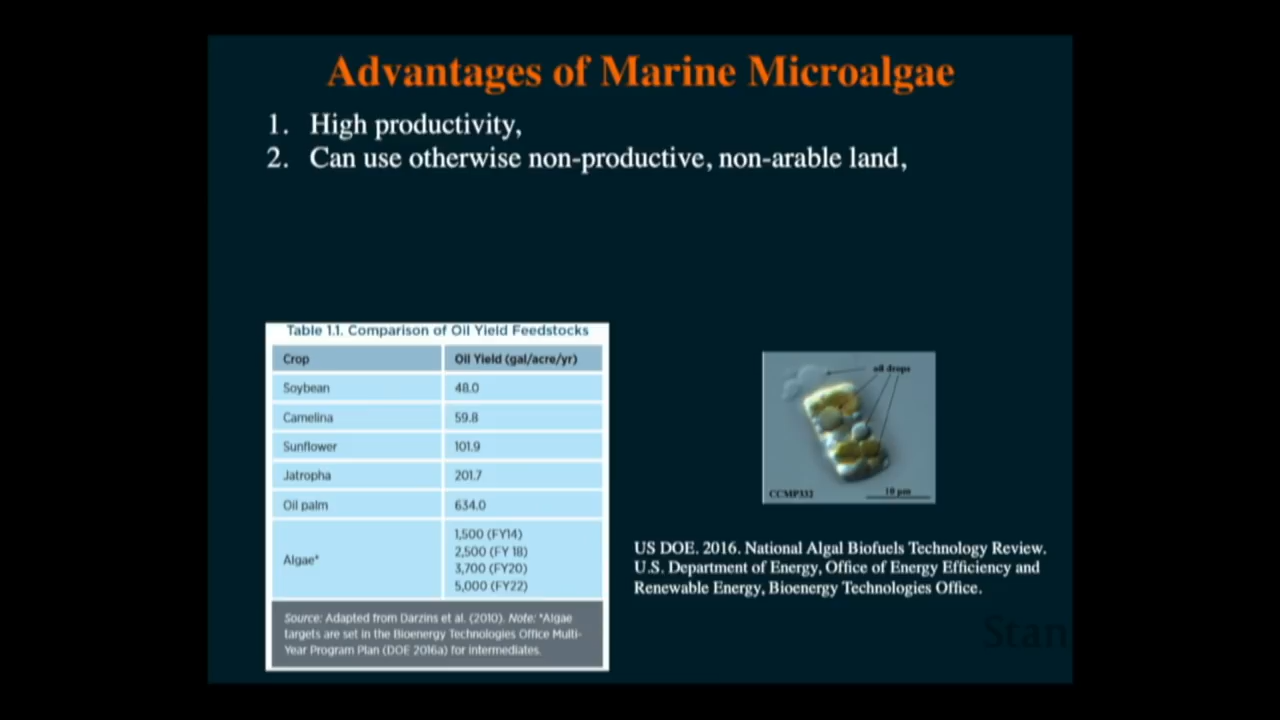 Advantages of Marine Microalgae
1. High productivity,
2. Can use otherwise non-productive, non-arable land,
Table 1.1. Comparison of Oil Yield Feedstocks
Crop Oil Yield (gal/acre/yr)
Soybean 48.0
Camelina 59.8
Sunflower 101.9
Jatropha 201.7
Oil palm 634.0
Algae* 1,500 (FY14)
2,500 (FY 18)
3,700 (FY20)
5,000 (FY22)
Source: Adapted from Darzins et al. (2010). Note: *Algae
targets are set in the Bioenergy Technologies Office Multi-
Year Program Plan (DOE 2016a) for intermediates.
oil drops
CCMP332
10 µm
US DOE. 2016. National Algal Biofuels Technology Review.
U.S. Department of Energy, Office of Energy Efficiency and
Renewable Energy, Bioenergy Technologies Office.
Stan